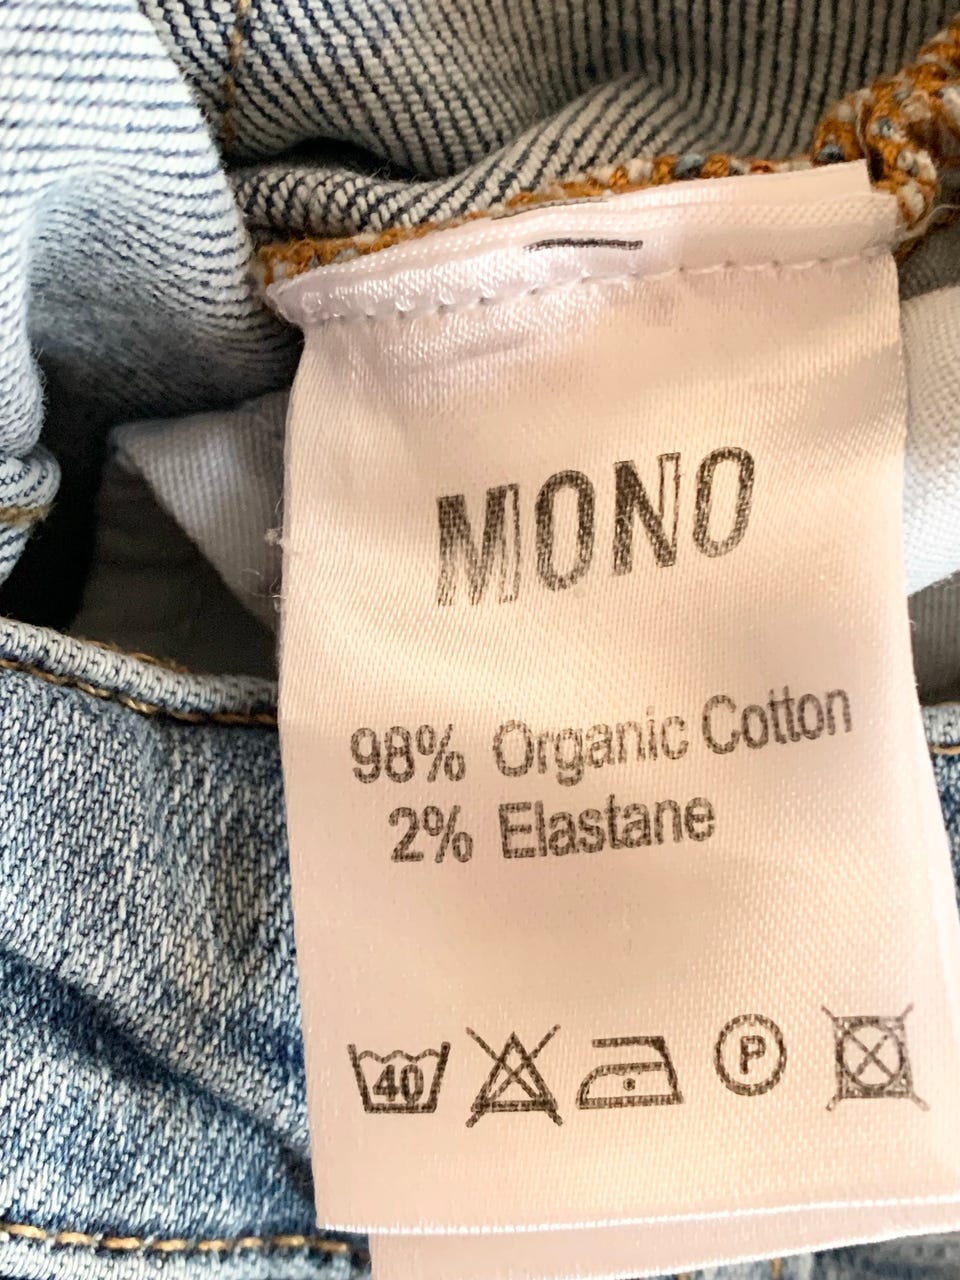 MONO
98% Organic Cotton
2% Elastane
40 P